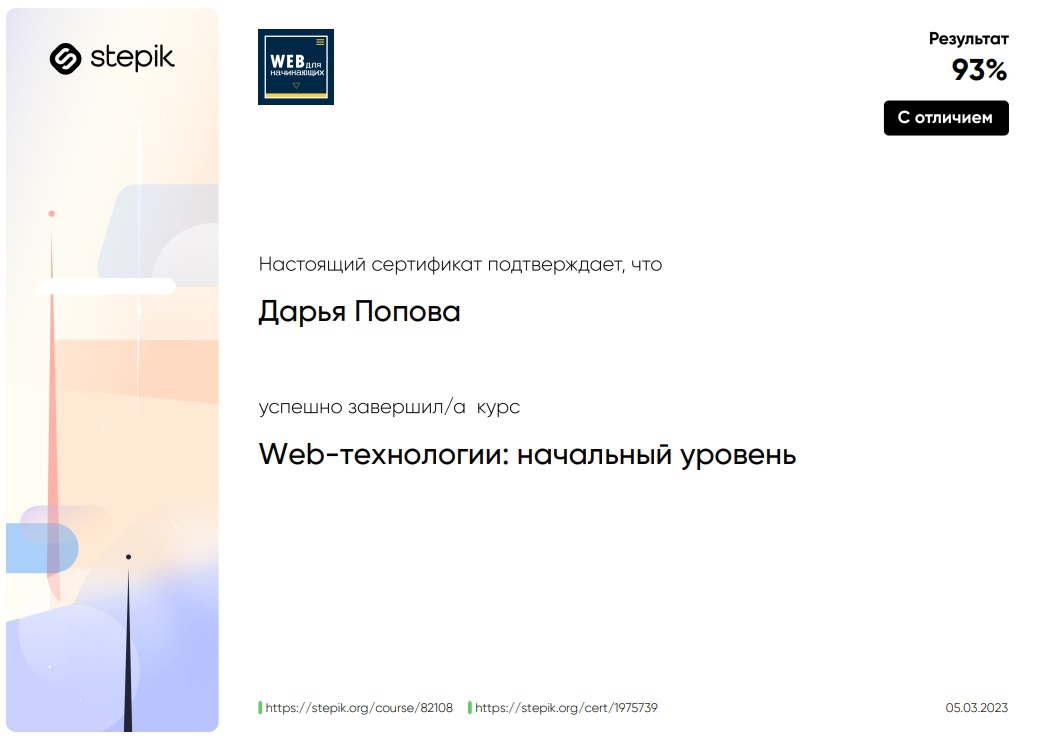 stepik
WEB для
начинающих
Результат
93%
С отличием
Настоящий сертификат подтверждает, что
Дарья Попова
успешно завершил/а курс
Web-технологии: начальный уровень
https://stepik.org/course/82108 https://stepik.org/cert/1975739 05.03.2023